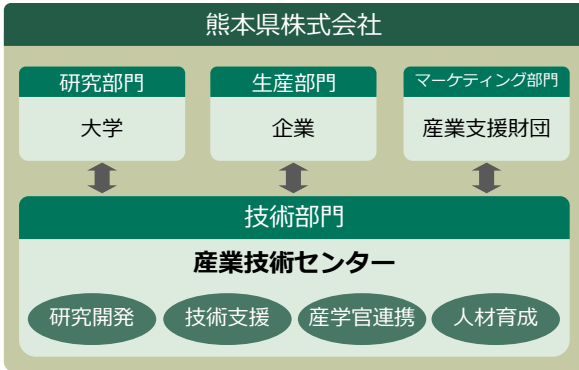 熊本県株式会社
研究部門
大学
生産部門
企業
マーケティング部門
産業支援財団
技術部門
産業技術センター
研究開発
技術支援
産学官連携
人材育成